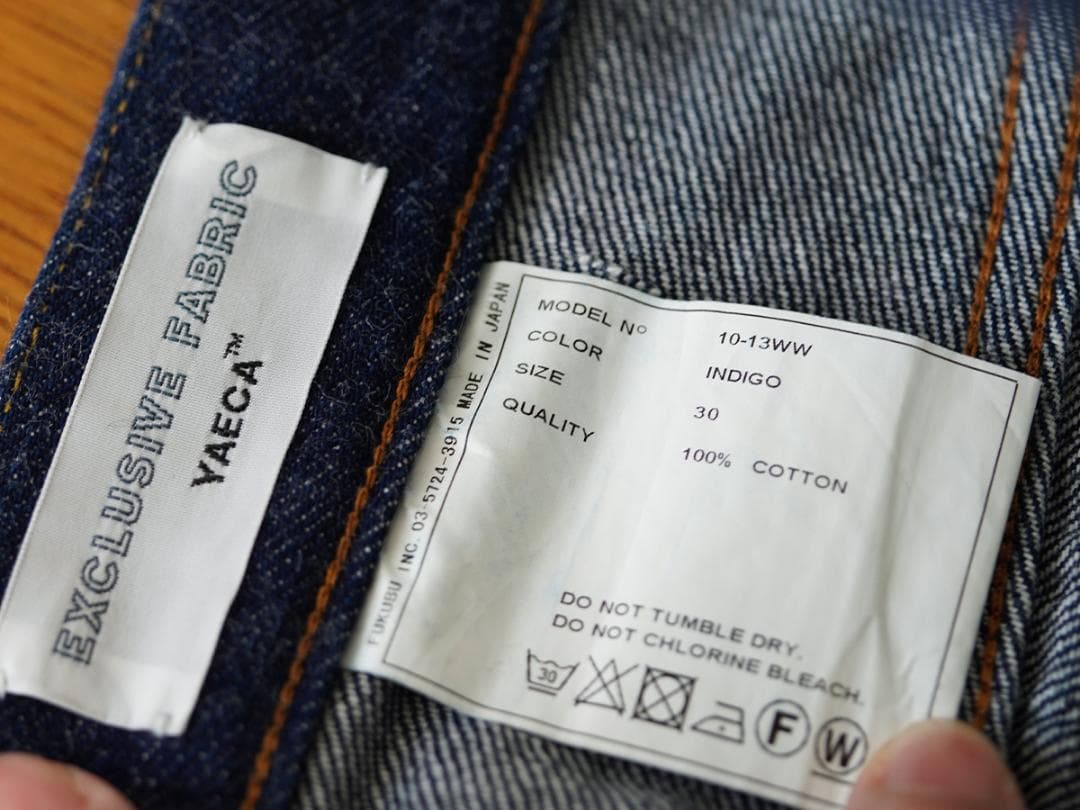 EXCLUSIVE FABRIC
YAECA™
FUKUBU INC. 03-5724-3915 MADE IN JAPAN
MODEL Nº 10-13WW
COLOR INDIGO
SIZE 30
QUALITY 100% COTTON
DO NOT TUMBLE DRY.
DO NOT CHLORINE BLEACH.
30 F W